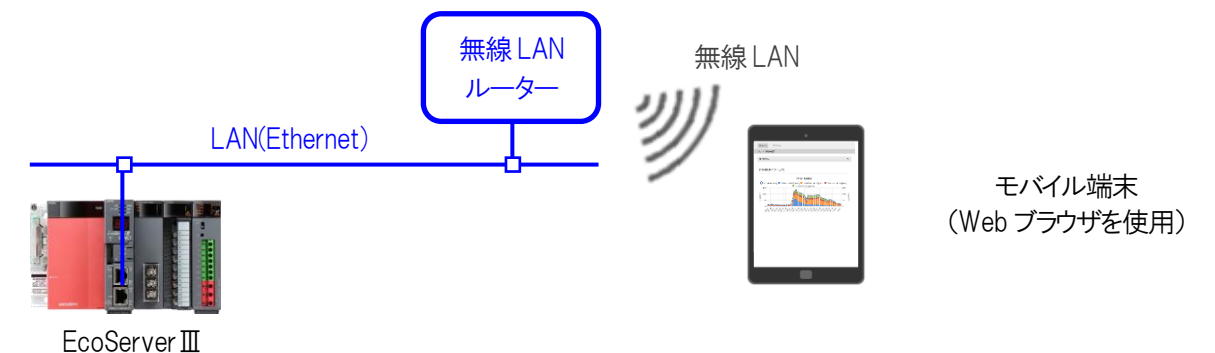 無線 LAN
ルーター
無線 LAN
LAN(Ethernet)
モバイル端末
（Web ブラウザを使用）
EcoServerⅢ